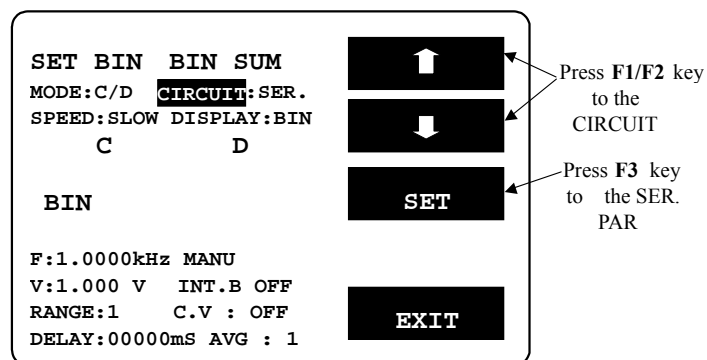 SET BIN BIN SUM
MODE:C/D CIRCUIT:SER.
SPEED:SLOW DISPLAY:BIN
C D
BIN
F:1.0000kHz MANU
V:1.000 V INT.B OFF
RANGE:1 C.V : OFF
DELAY:00000mS AVG : 1
SET
EXIT
Press F1/F2 key
to the
CIRCUIT
Press F3 key
to the SER.
PAR